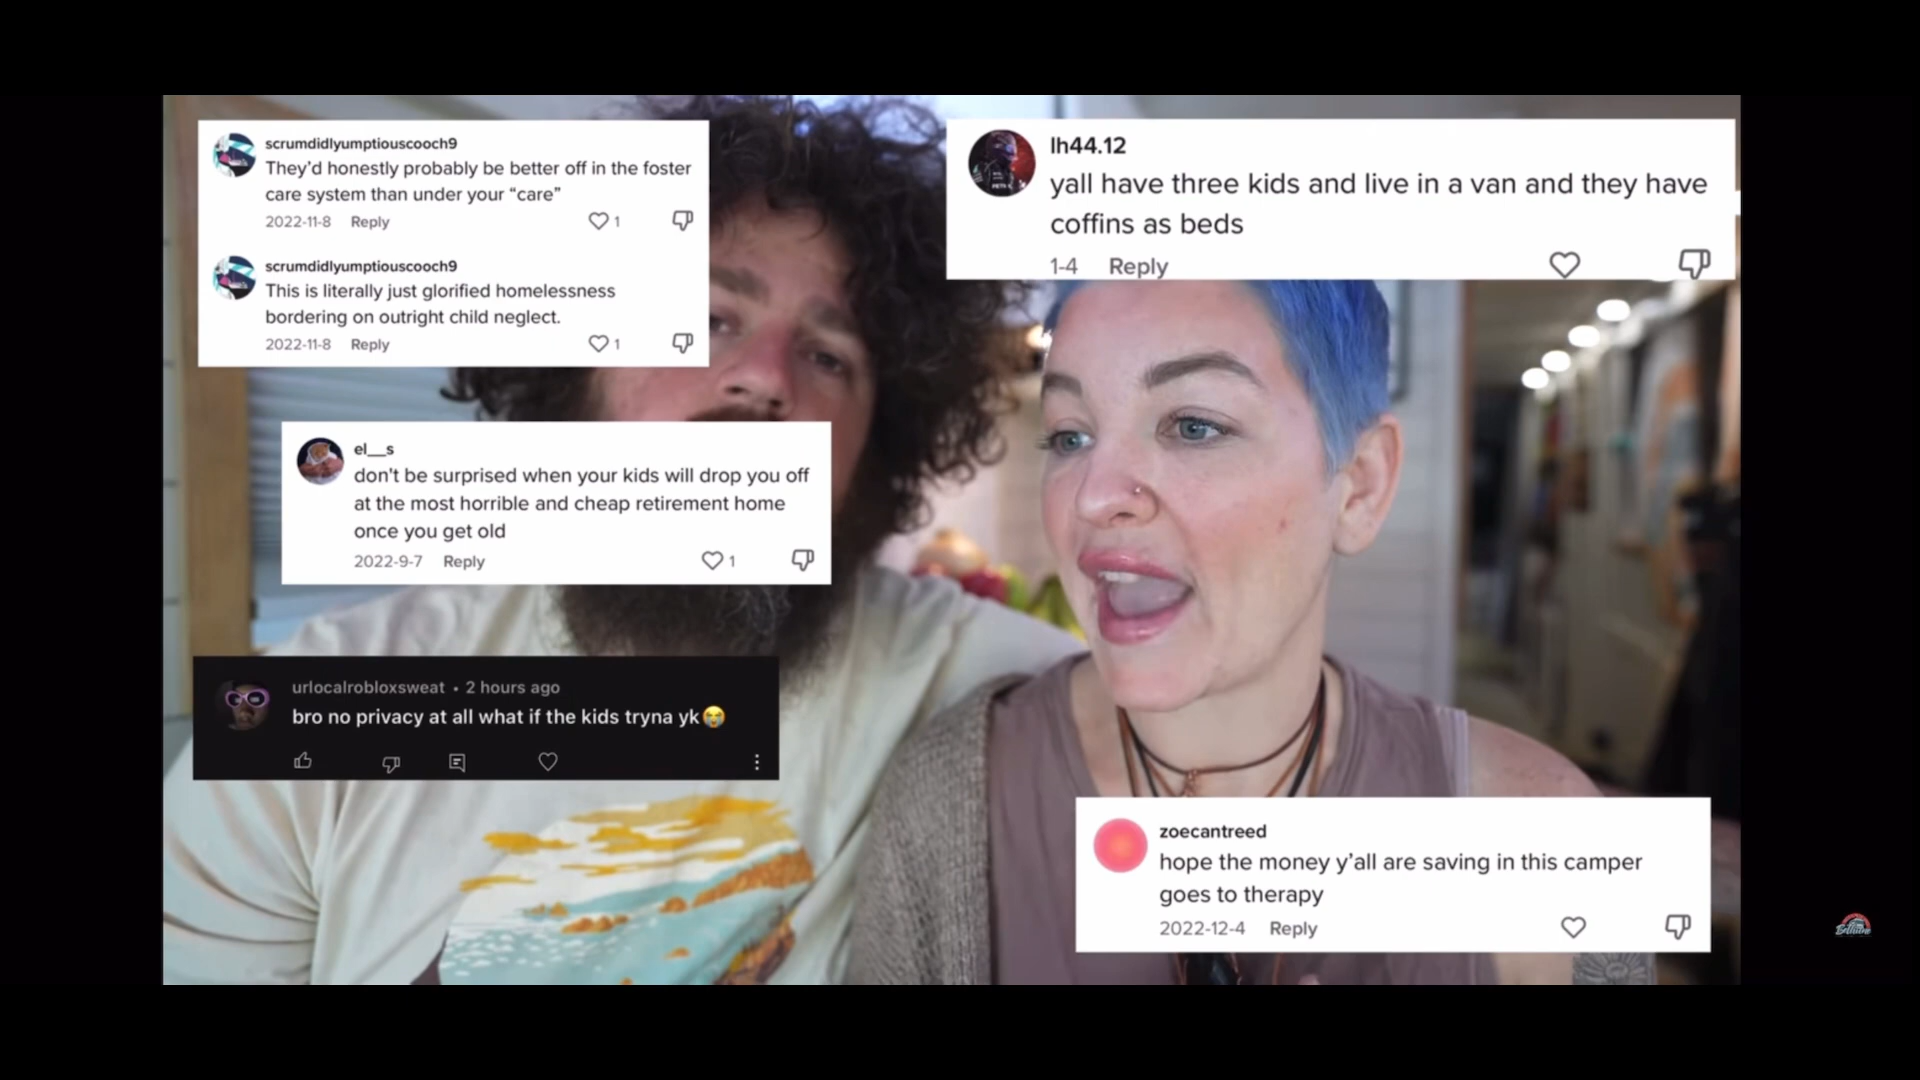 scrumdidlyumptiouscooch9
They’d honestly probably be better off in the foster
care system than under your “care”
2022-11-8 Reply 1
scrumdidlyumptiouscooch9
This is literally just glorified homelessness
bordering on outright child neglect.
2022-11-8 Reply 1
lh44.12
yall have three kids and live in a van and they have
coffins as beds
1-4 Reply
el__s
don't be surprised when your kids will drop you off
at the most horrible and cheap retirement home
once you get old
2022-9-7 Reply 1
urlocalrobloxsweat • 2 hours ago
bro no privacy at all what if the kids tryna yk😭
zoecantreed
hope the money y’all are saving in this camper
goes to therapy
2022-12-4 Reply